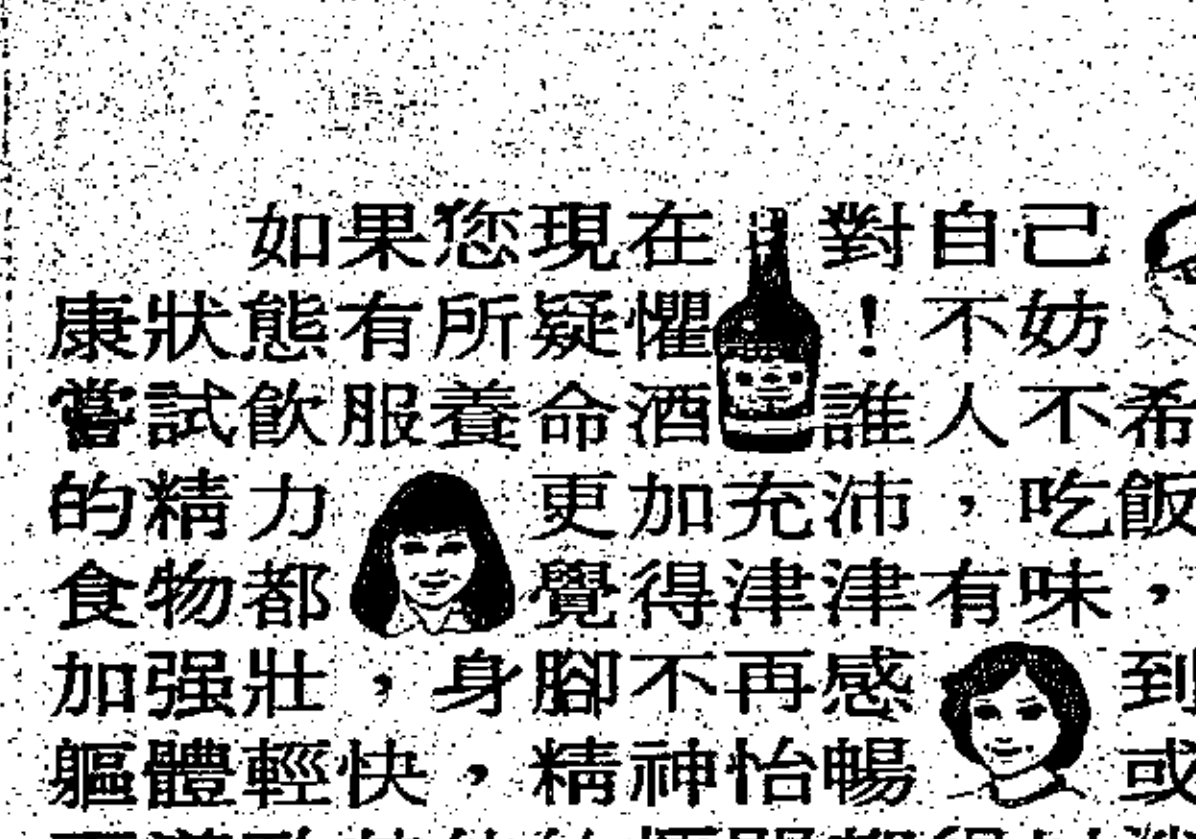 如果您現在對自己
康狀態有所疑懼！不妨
嘗試飲服養命酒誰人不希
的精力更加充沛，吃飯
食物都覺得津津有味，
加强壯，身腳不再感到
軀體輕快，精神怡暢或